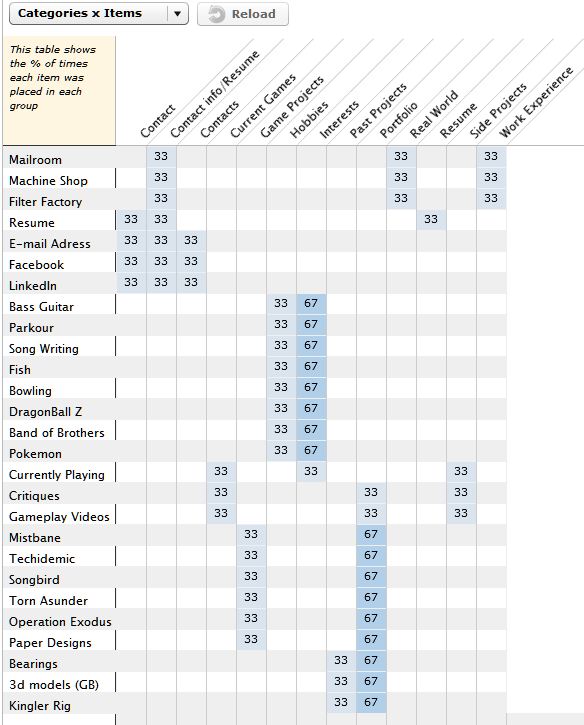 Categories x Items
Reload
This table shows
the % of times
each item was
placed in each
group
Contact
Contact info/Resume
Contacts
Current Games
Game Projects
Hobbies
Interests
Past Projects
Portfolio
Real World
Resume
Side Projects
Work Experience
Mailroom 33 33 33
Machine Shop 33 33 33
Filter Factory 33 33 33
Resume 33 33 33
E-mail Adress 33 33 33
Facebook 33 33 33
LinkedIn 33 33 33
Bass Guitar 33 67
Parkour 33 67
Song Writing 33 67
Fish 33 67
Bowling 33 67
DragonBall Z 33 67
Band of Brothers 33 67
Pokemon 33 67
Currently Playing 33 33 33
Critiques 33 33 33
Gameplay Videos 33 33 33
Mistbane 33 67
Techidemic 33 67
Songbird 33 67
Torn Asunder 33 67
Operation Exodus 33 67
Paper Designs 33 67
Bearings 33 67
3d models (GB) 33 67
Kingler Rig 33 67